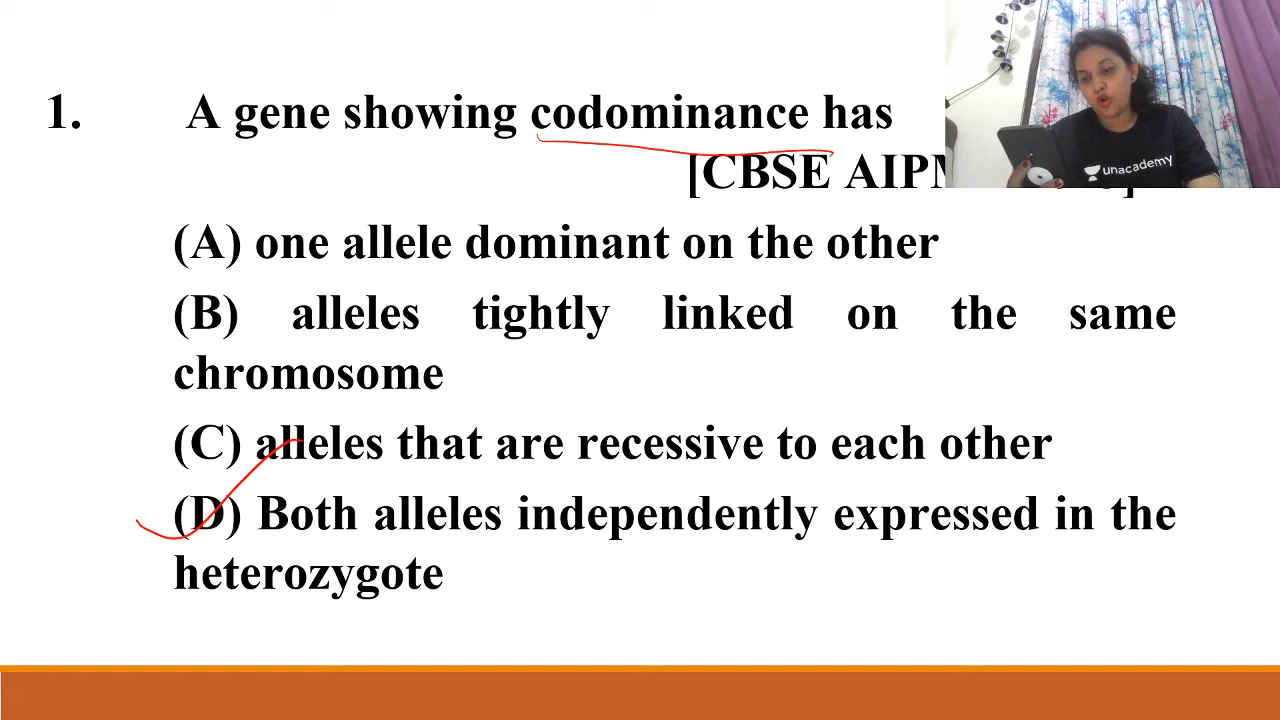 1. A gene showing codominance has
[CBSE
(A) one allele dominant on the other
(B) alleles tightly linked on the same
chromosome
(C) alleles that are recessive to each other
(D) Both alleles independently expressed in the
heterozygote
unacademy